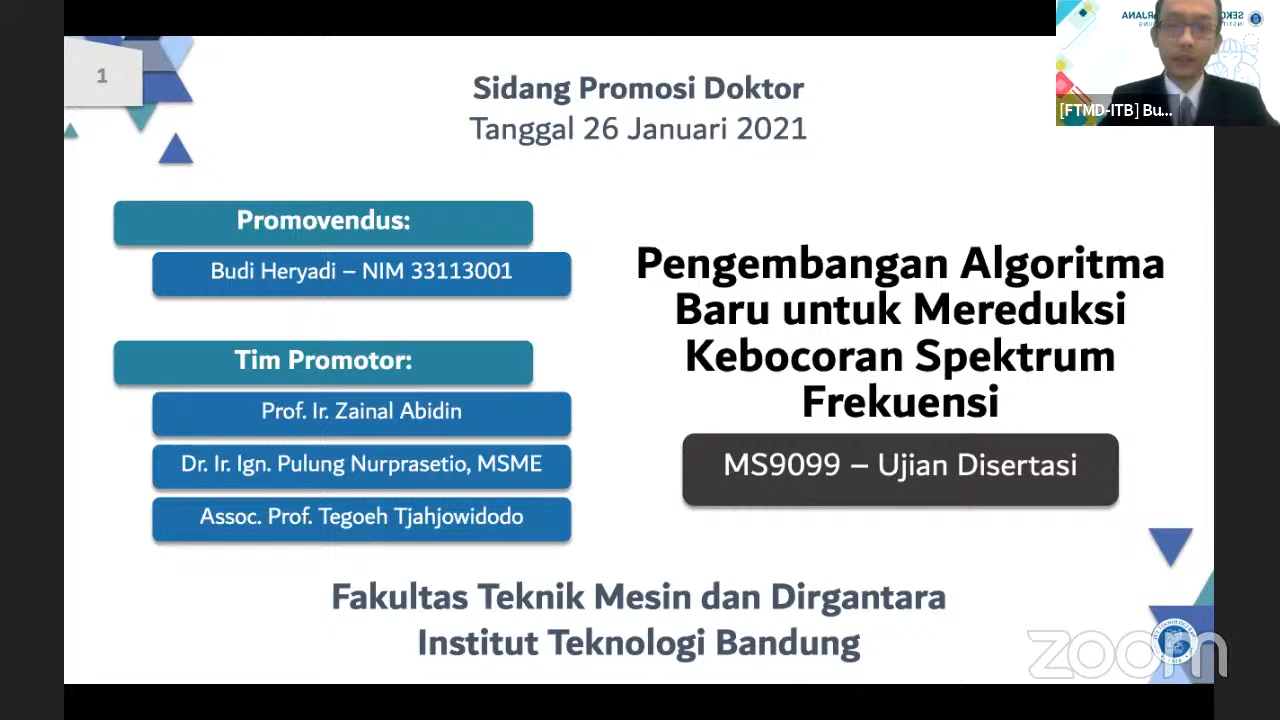 1
Sidang Promosi Doktor
Tanggal 26 Januari 2021
[FTMD-ITB] Bu...
Promovendus:
Budi Heryadi – NIM 33113001
Tim Promotor:
Prof. Ir. Zainal Abidin
Dr. Ir. Ign. Pulung Nurprasetio, MSME
Assoc. Prof. Tegoeh Tjahjowidodo
Pengembangan Algoritma
Baru untuk Mereduksi
Kebocoran Spektrum
Frekuensi
MS9099 – Ujian Disertasi
Fakultas Teknik Mesin dan Dirgantara
Institut Teknologi Bandung
zoom